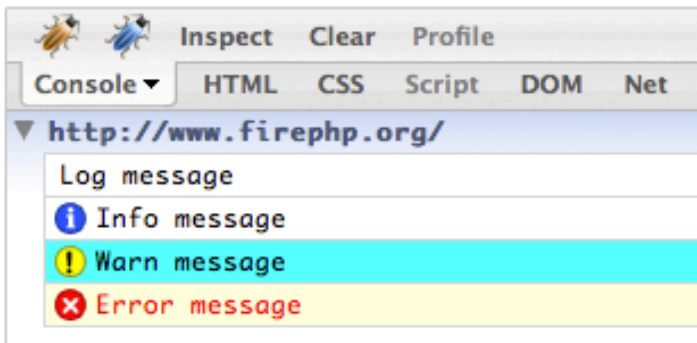 Inspect Clear Profile
Console HTML CSS Script DOM Net
http://www.firephp.org/
Log message
Info message
Warn message
Error message